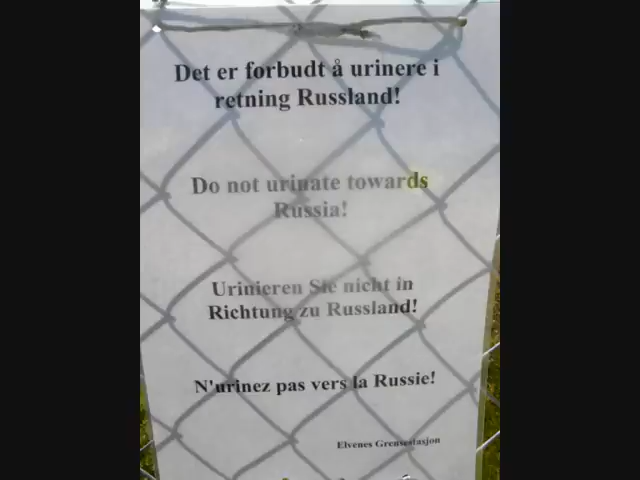 Det er forbudt å urinere i
retning Russland!
Do not urinate towards
Russia!
Urinieren Sie nicht in
Richtung zu Russland!
N'urinez pas vers la Russie!
Elvenes Grensestasjon